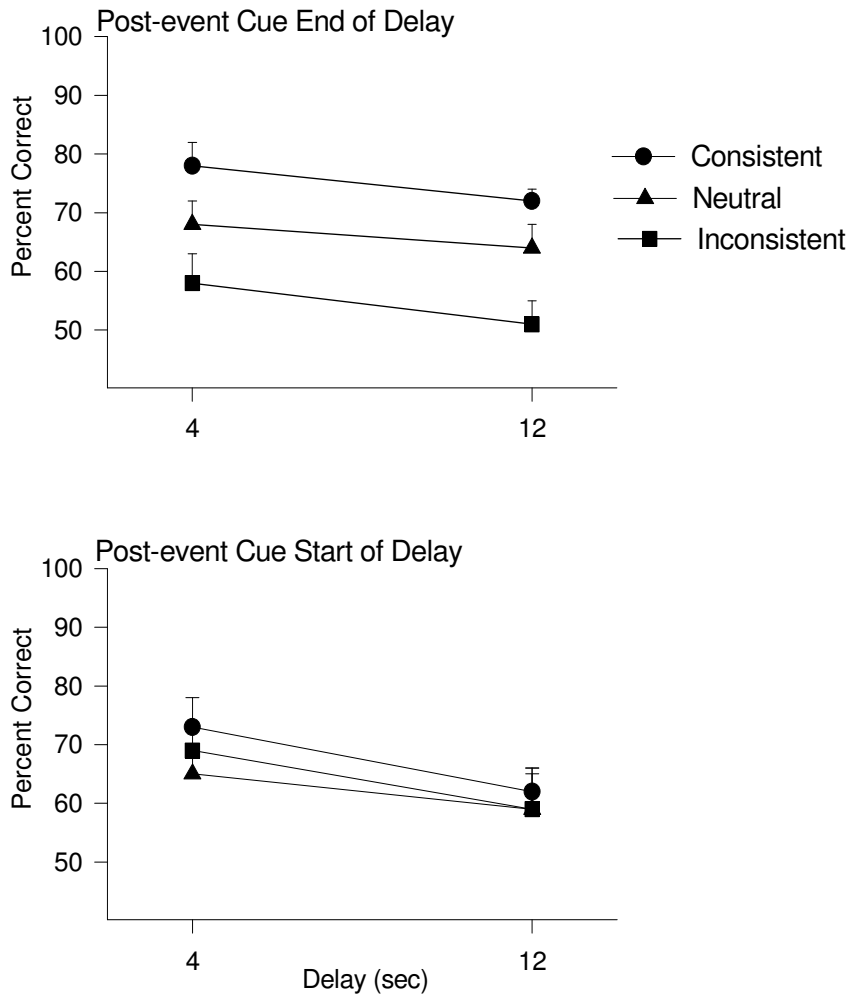 Post-event Cue End of Delay
100
90
80
70
60
50
Percent Correct
4
12
Consistent
Neutral
Inconsistent
Post-event Cue Start of Delay
100
90
80
70
60
50
Percent Correct
4
12
Delay (sec)